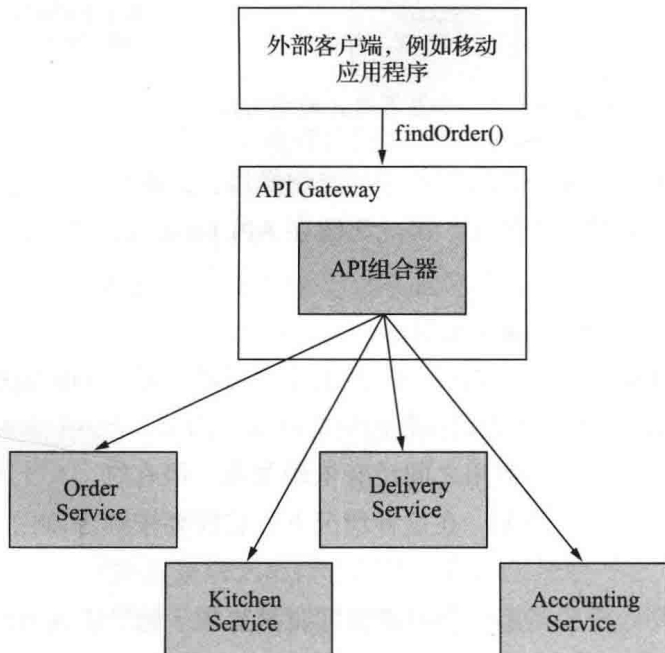 外部客户端，例如移动
应用程序
findOrder()
API Gateway
API组合器
Order
Service
Delivery
Service
Kitchen
Service
Accounting
Service